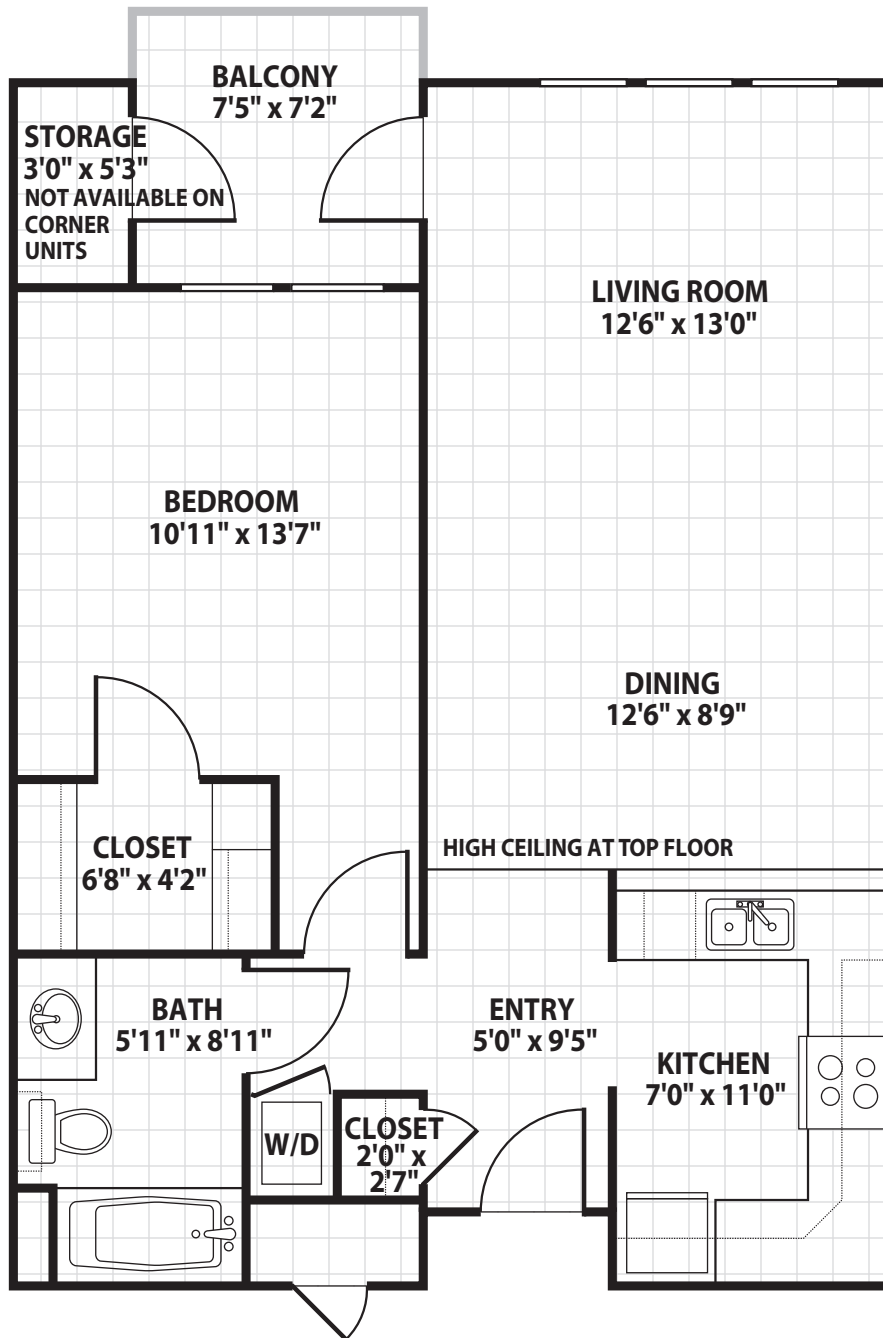 BALCONY
7'5" x 7'2"
STORAGE
3'0" x 5'3"
NOT AVAILABLE ON
CORNER
UNITS
LIVING ROOM
12'6" x 13'0"
BEDROOM
10'11" x 13'7"
DINING
12'6" x 8'9"
HIGH CEILING AT TOP FLOOR
CLOSET
6'8" x 4'2"
BATH
5'11" x 8'11"
ENTRY
5'0" x 9'5"
KITCHEN
7'0" x 11'0"
W/D
CLOSET
2'0" x
2'7"